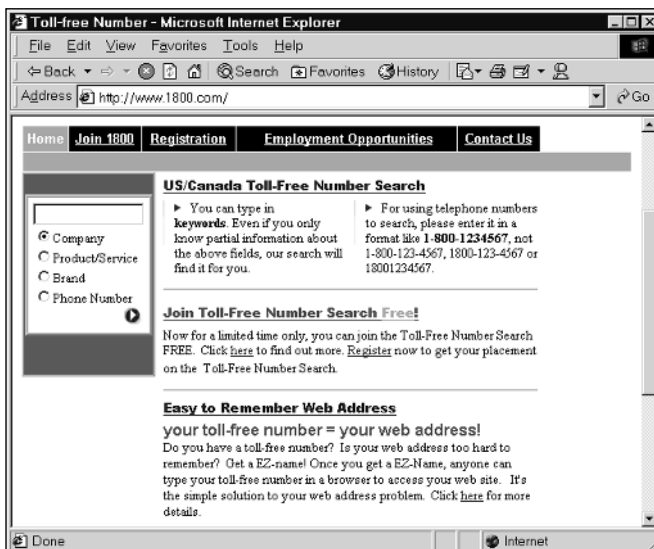 Toll-free Number - Microsoft Internet Explorer
File Edit View Favorites Tools Help
Back Search Favorites History
Address http://www.1800.com/ Go
Home Join 1800 Registration Employment Opportunities Contact Us
Company
Product/Service
Brand
Phone Number
US/Canada Toll-Free Number Search
You can type in
keywords. Even if you only
know partial information about
the above fields, our search will
find it for you.
For using telephone numbers
to search, please enter it in a
format like 1-800-1234567, not
1-800-123-4567, 1800-123-4567 or
18001234567.
Join Toll-Free Number Search Free!
Now for a limited time only, you can join the Toll-Free Number Search
FREE. Click here to find out more. Register now to get your placement
on the Toll-Free Number Search.
Easy to Remember Web Address
your toll-free number = your web address!
Do you have a toll-free number? Is your web address too hard to
remember? Get a EZ-name! Once you get a EZ-Name, anyone can
type your toll-free number in a browser to access your web site. It's
the simple solution to your web address problem. Click here for more
details.
Done Internet